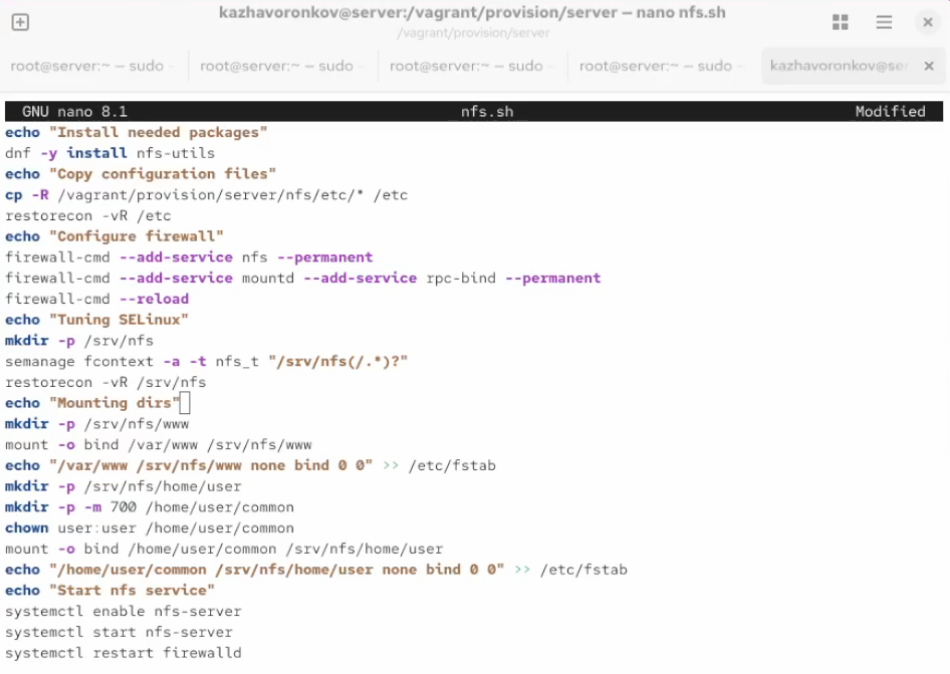 kazhavoronkov@server:/vagrant/provision/server — nano nfs.sh
/vagrant/provision/server
root@server:~ — sudo
root@server:~ — sudo
root@server:~ — sudo
root@server:~ — sudo
kazhavoronkov@ser
GNU nano 8.1 nfs.sh Modified
echo "Install needed packages"
dnf -y install nfs-utils
echo "Copy configuration files"
cp -R /vagrant/provision/server/nfs/etc/* /etc
restorecon -vR /etc
echo "Configure firewall"
firewall-cmd --add-service nfs --permanent
firewall-cmd --add-service mountd --add-service rpc-bind --permanent
firewall-cmd --reload
echo "Tuning SELinux"
mkdir -p /srv/nfs
semanage fcontext -a -t nfs_t "/srv/nfs(/.*)?"
restorecon -vR /srv/nfs
echo "Mounting dirs"
mkdir -p /srv/nfs/www
mount -o bind /var/www /srv/nfs/www
echo "/var/www /srv/nfs/www none bind 0 0" >> /etc/fstab
mkdir -p /srv/nfs/home/user
mkdir -p -m 700 /home/user/common
chown user:user /home/user/common
mount -o bind /home/user/common /srv/nfs/home/user
echo "/home/user/common /srv/nfs/home/user none bind 0 0" >> /etc/fstab
echo "Start nfs service"
systemctl enable nfs-server
systemctl start nfs-server
systemctl restart firewalld